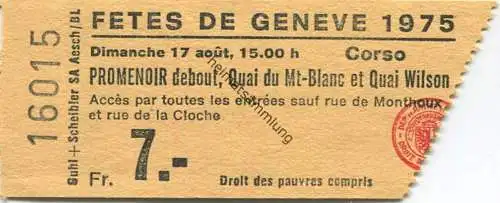 FETES DE GENEVE 1975
Dimanche 17 août, 15.00 h Corso
PROMENOIR debout, Quai du Mt-Blanc et Quai Wilson
Accès par toutes les entrées sauf rue de Monthoux
et rue de la Cloche
Fr. 7.-
Droit des pauvres compris
16015
Guhl + Scheibler SA Aesch/BL